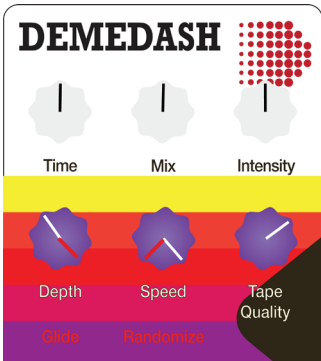 DEMEDASH
Time Mix Intensity
Depth Speed Tape
Quality
Glide Randomize